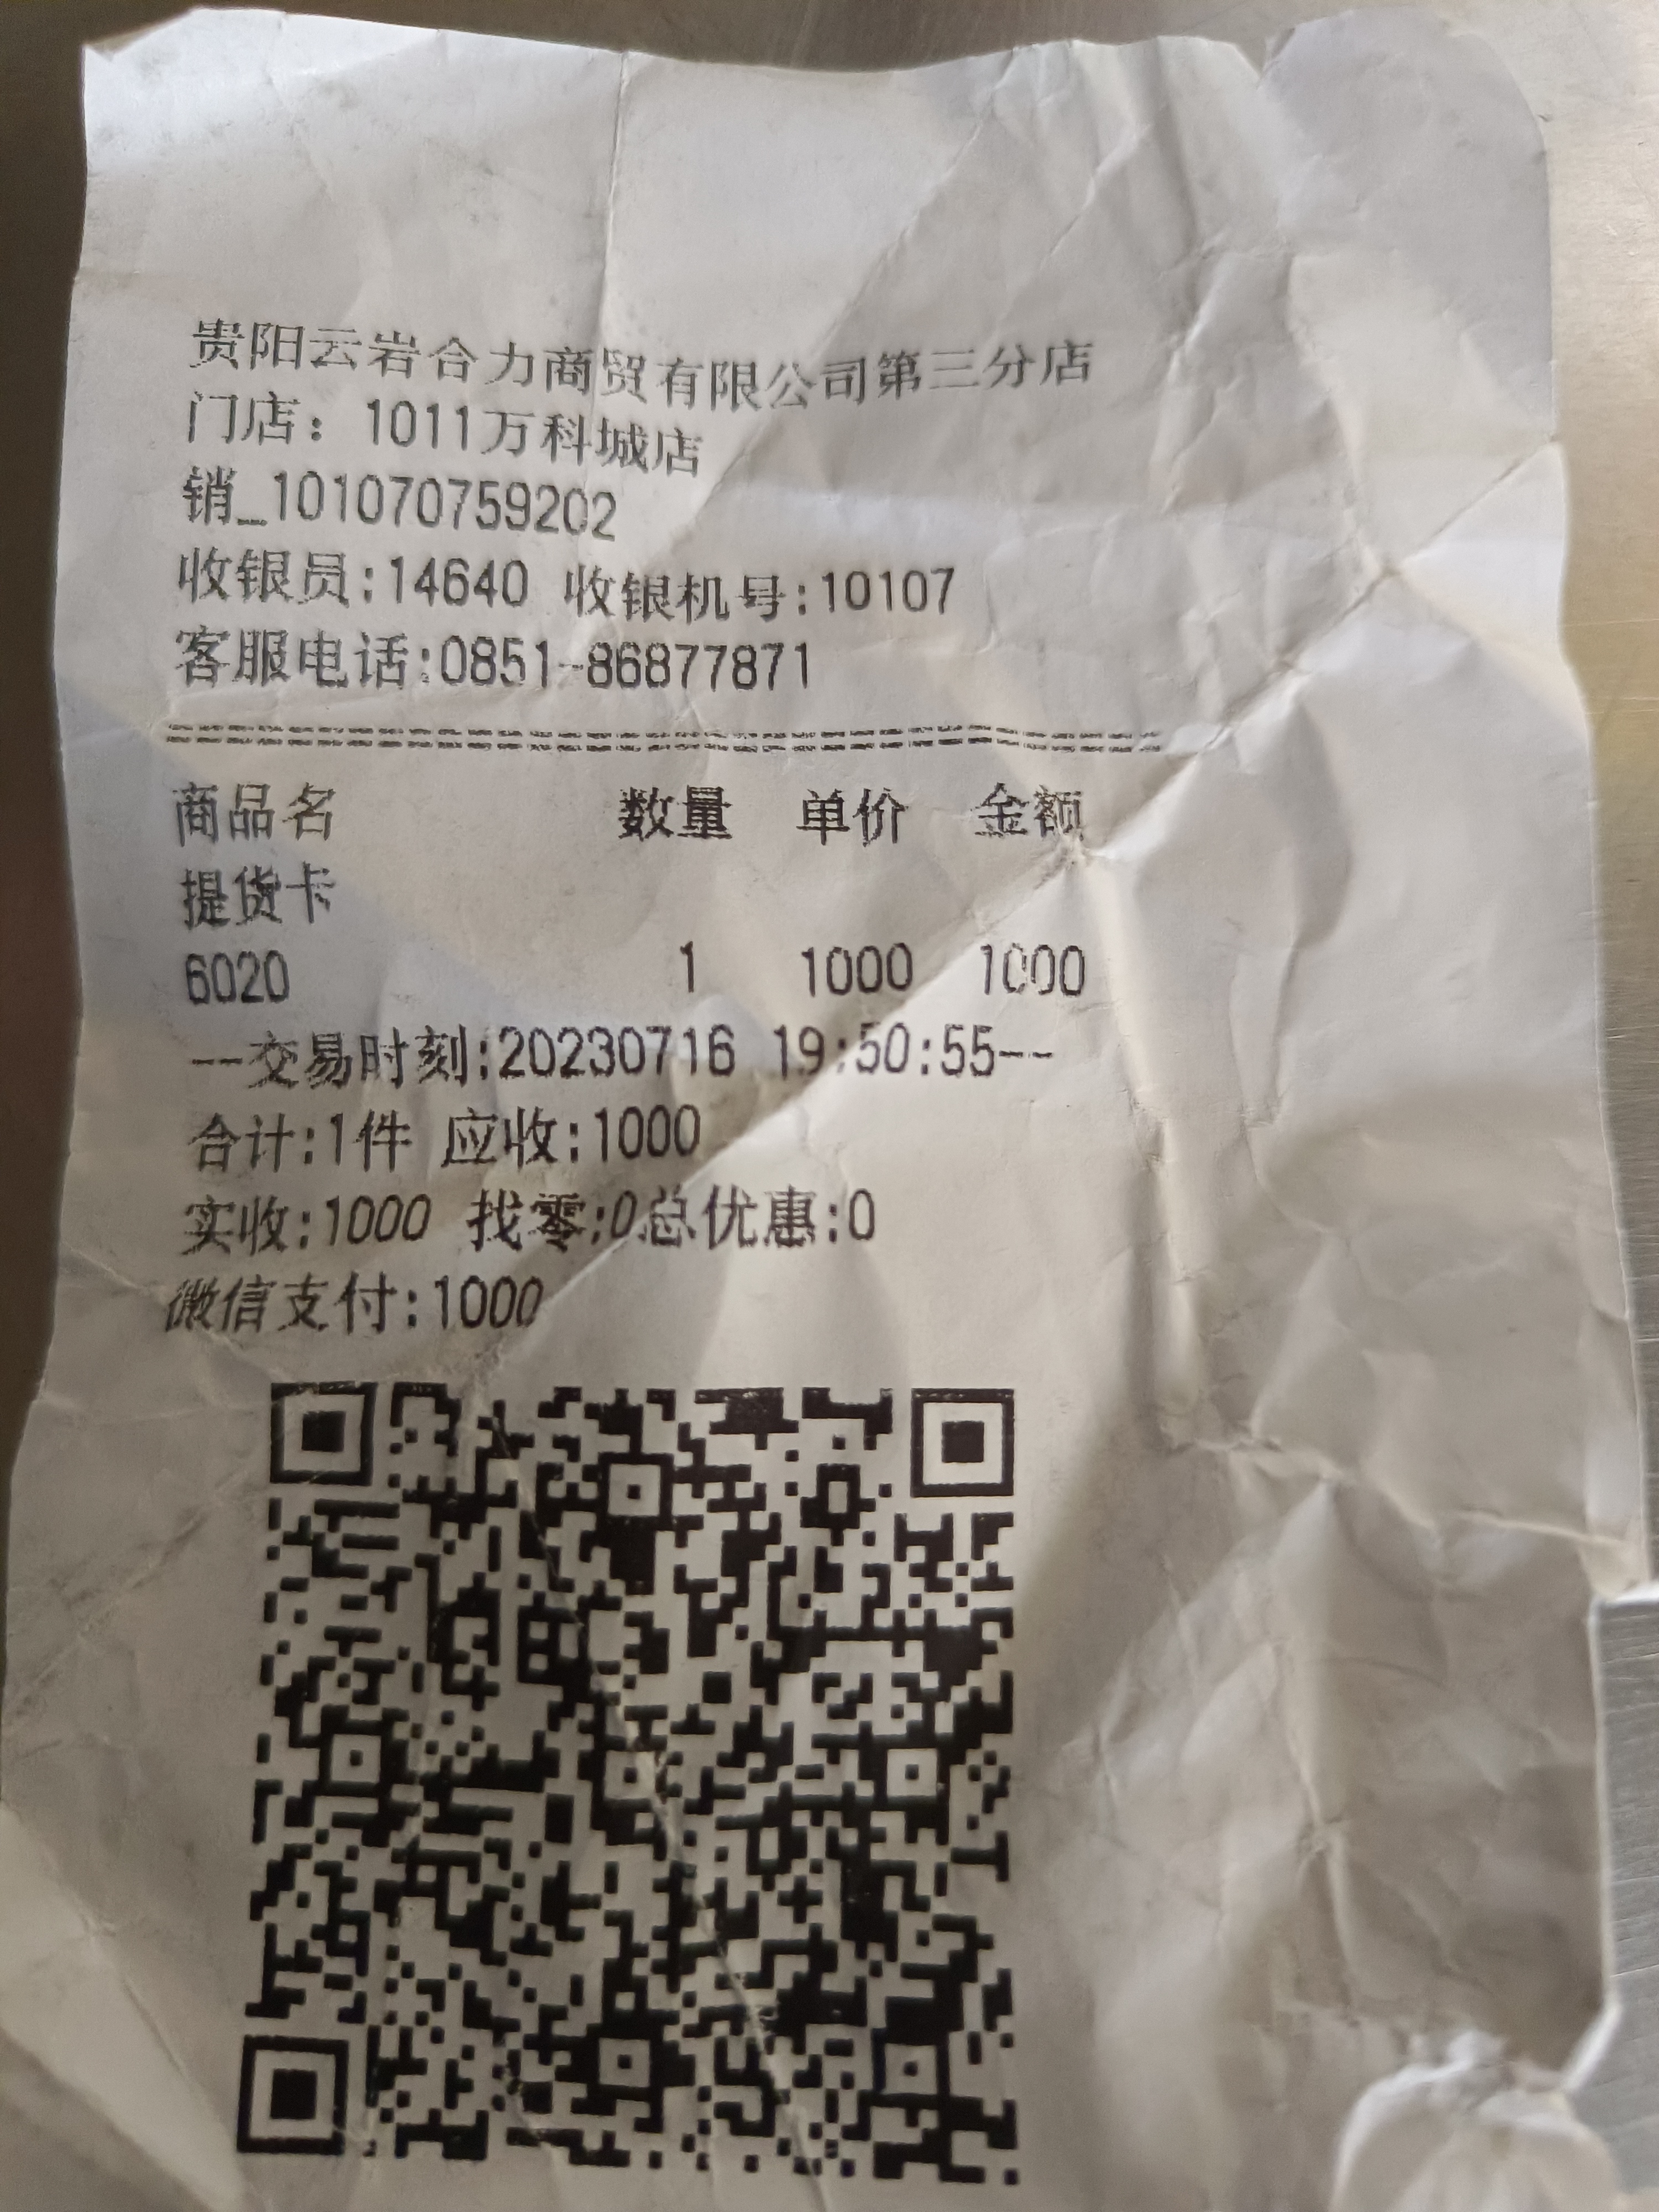 贵阳云岩合力商贸有限公司第三分店
门店：1011万科城店
销_101070759202
收银员:14640 收银机号:10107
客服电话:0851-86877871
商品名 数量 单价 金额
提货卡
6020 1 1000 1000
--交易时刻:20230716 19:50:55--
合计:1件 应收:1000
实收:1000 找零:0总优惠:0
微信支付:1000